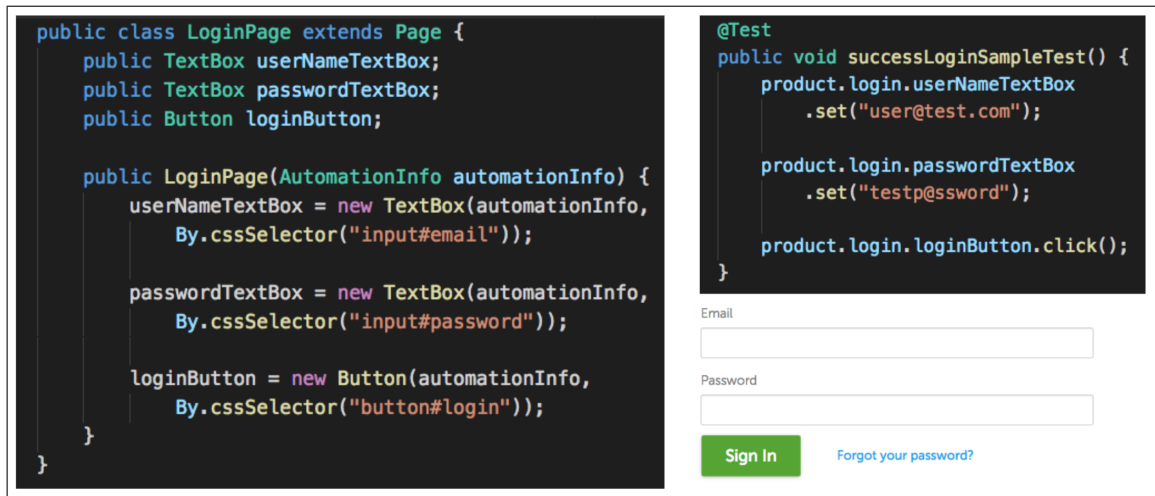 public class LoginPage extends Page {
public TextBox userNameTextBox;
public TextBox passwordTextBox;
public Button loginButton;
public LoginPage(AutomationInfo automationInfo) {
userNameTextBox = new TextBox(automationInfo,
By.cssSelector("input#email"));
passwordTextBox = new TextBox(automationInfo,
By.cssSelector("input#password"));
loginButton = new Button(automationInfo,
By.cssSelector("button#login"));
}
}
@Test
public void successLoginSampleTest() {
product.login.userNameTextBox
.set("user@test.com");
product.login.passwordTextBox
.set("testp@ssword");
product.login.loginButton.click();
}
Email
Password
Sign In
Forgot your password?